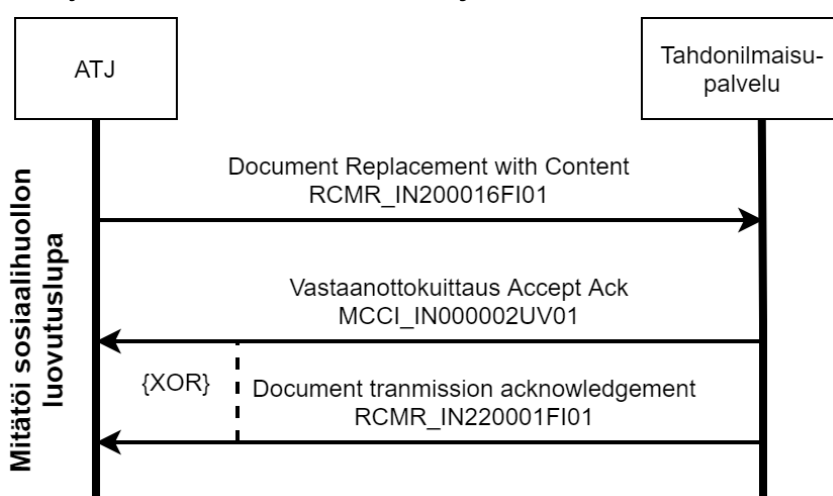 ATJ
Tahdonilmaisu-
palvelu
Document Replacement with Content
RCMR_IN200016FI01
Vastaanottokuittaus Accept Ack
MCCI_IN000002UV01
{XOR}
Document tranmission acknowledgement
RCMR_IN220001FI01
Mitätöi sosiaalihuollon
luovutuslupa